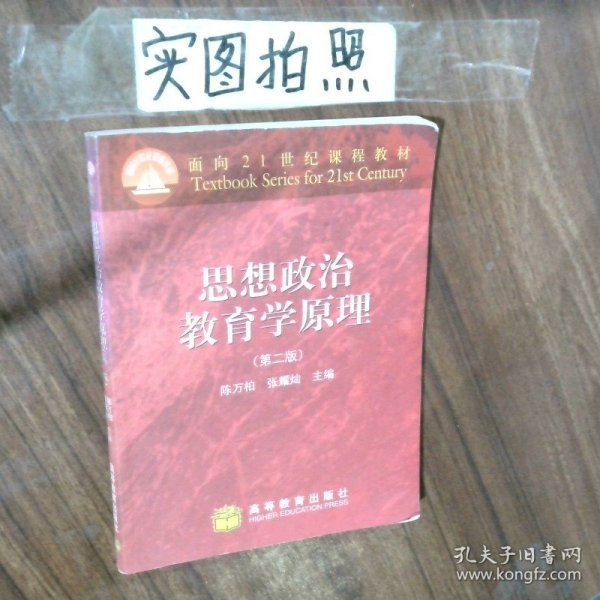 实图拍照
面向21世纪课程教材
Textbook Series for 21st Century
思想政治
教育学原理
(第二版)
陈万柏 张耀灿 主编
高等教育出版社
HIGHER EDUCATION PRESS
孔夫子旧书网
www.kongfz.com